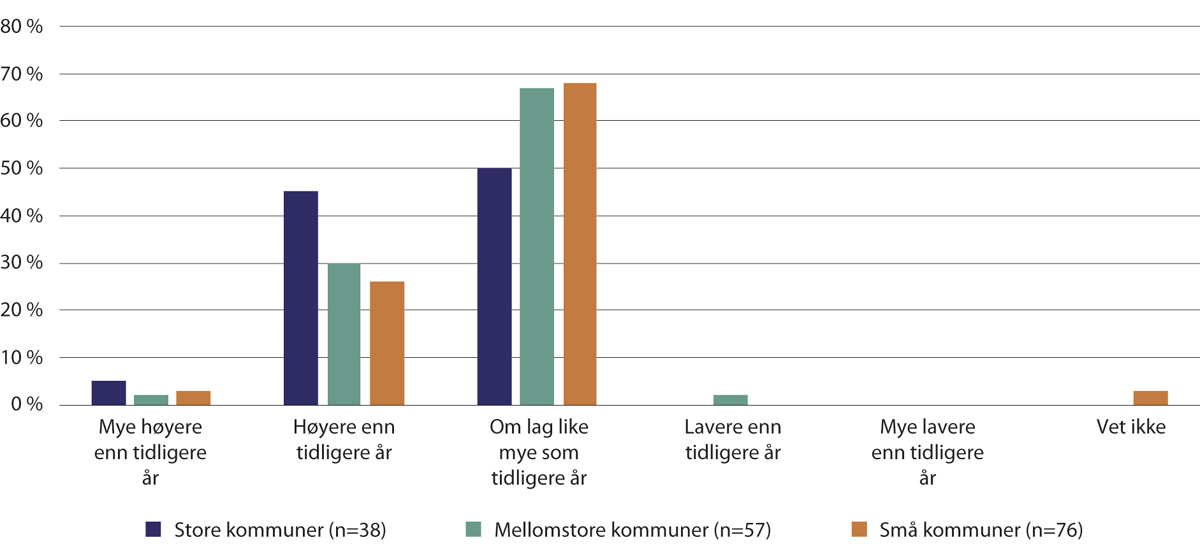 80 %
70 %
60 %
50 %
40 %
30 %
20 %
10 %
0 %
Mye høyere
enn tidligere
år
Høyere enn
tidligere år
Om lag like
mye som
tidligere år
Lavere enn
tidligere år
Mye lavere
enn tidligere
år
Vet ikke
Store kommuner (n=38)
Mellomstore kommuner (n=57)
Små kommuner (n=76)